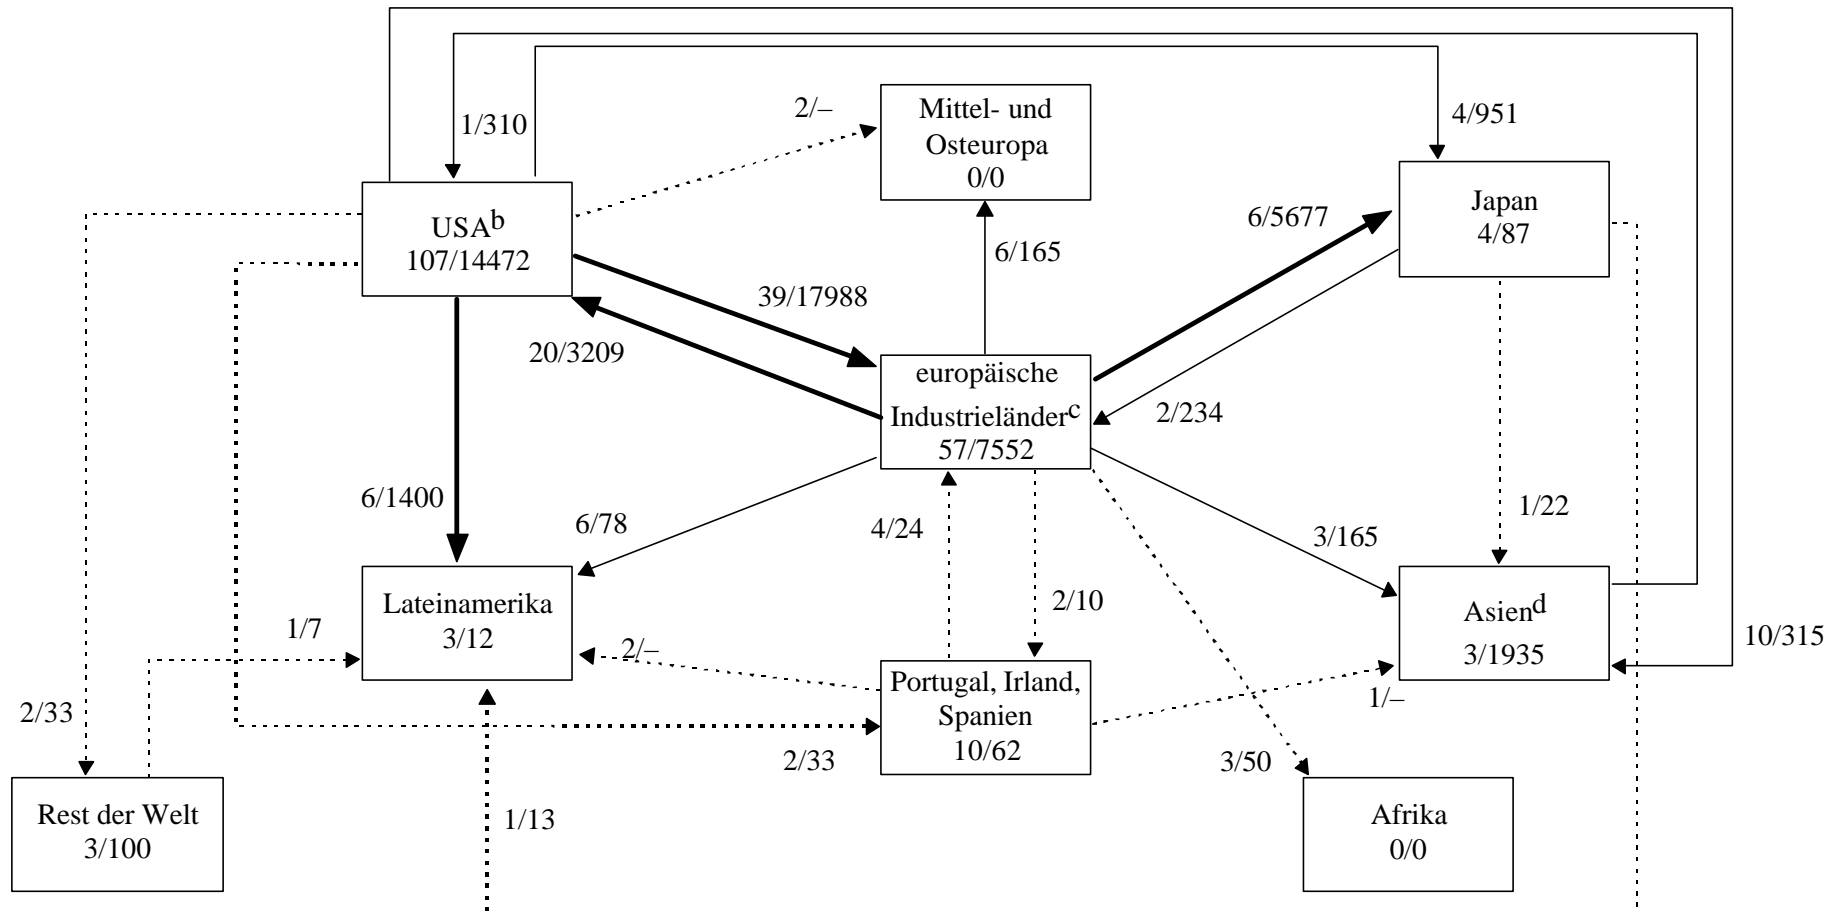 1/310
2/–
Mittel- und
Osteuropa
0/0
4/951
USAᵇ
107/14472
Japan
4/87
6/5677
6/165
39/17988
20/3209
europäische
Industrieländerᶜ
57/7552
2/234
6/1400
6/78
4/24
3/165
1/22
2/10
Lateinamerika
3/12
1/7
2/–
Asienᵈ
3/1935
10/315
Portugal, Irland,
Spanien
10/62
1/–
2/33
2/33
3/50
Rest der Welt
3/100
1/13
Afrika
0/0